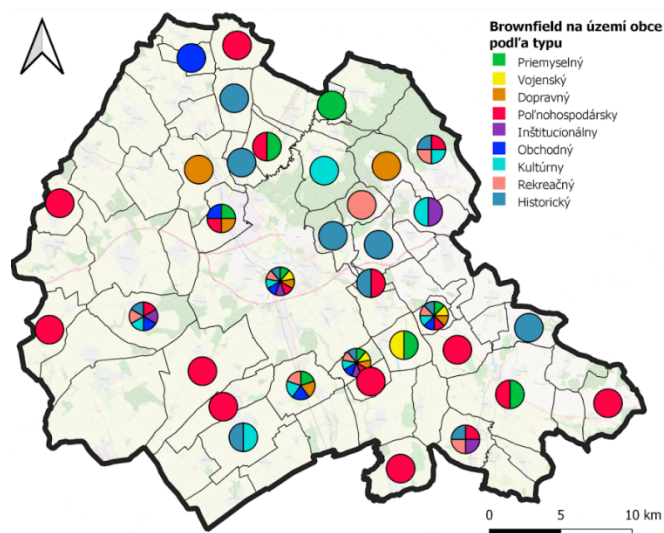 Brownfield na území obce
podľa typu
Priemyselný
Vojenský
Dopravný
Poľnohospodársky
Inštitucionálny
Obchodný
Kultúrny
Rekreačný
Historický
0 5 10 km